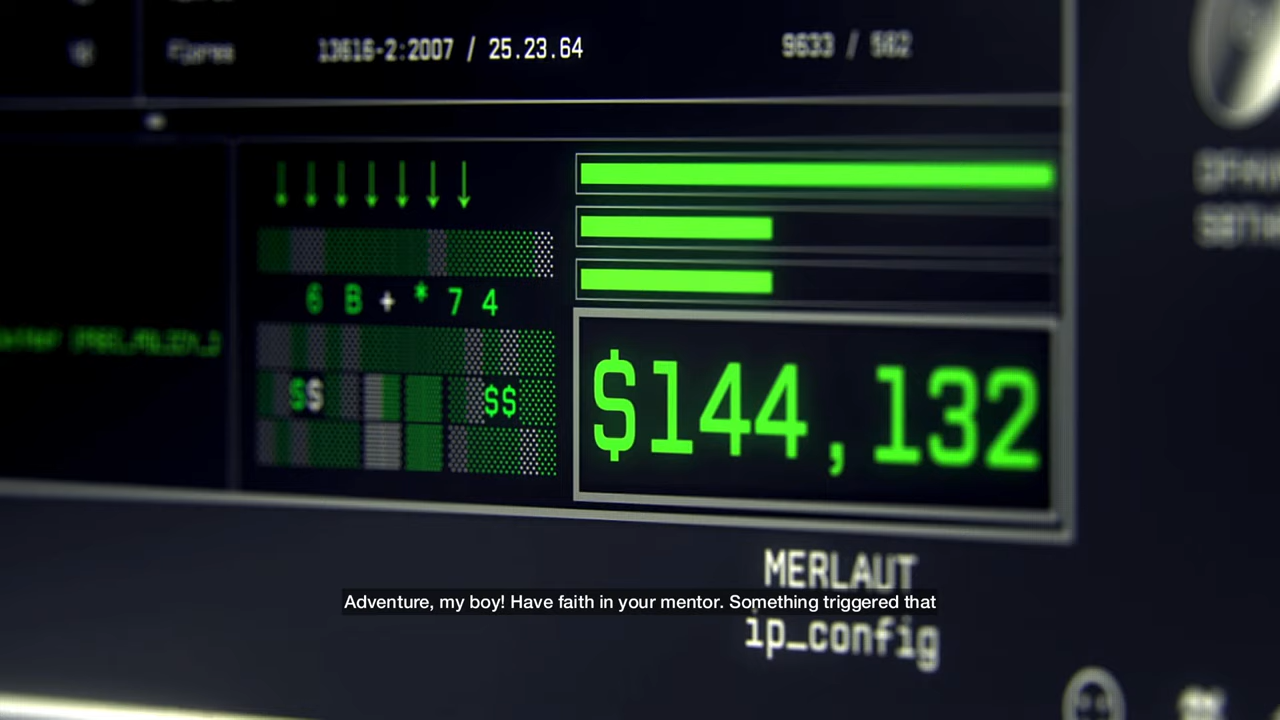 13616-2:2007 / 25.23.64
9633 / 562
6 B + * 7 4
$$ $$
$144,132
MERLAUT
Adventure, my boy! Have faith in your mentor. Something triggered that
ip_config